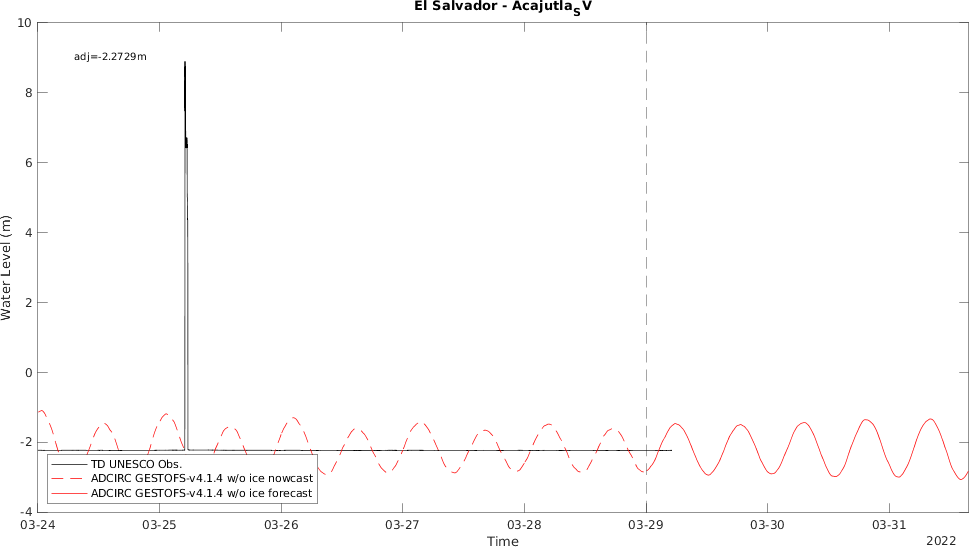 El Salvador - Acajutla_SV
10
adj=-2.2729m
8
6
4
Water Level (m)
2
0
-2
TD UNESCO Obs.
ADCIRC GESTOFS-v4.1.4 w/o ice nowcast
ADCIRC GESTOFS-v4.1.4 w/o ice forecast
-4
03-24 03-25 03-26 03-27 03-28 03-29 03-30 03-31
Time
2022